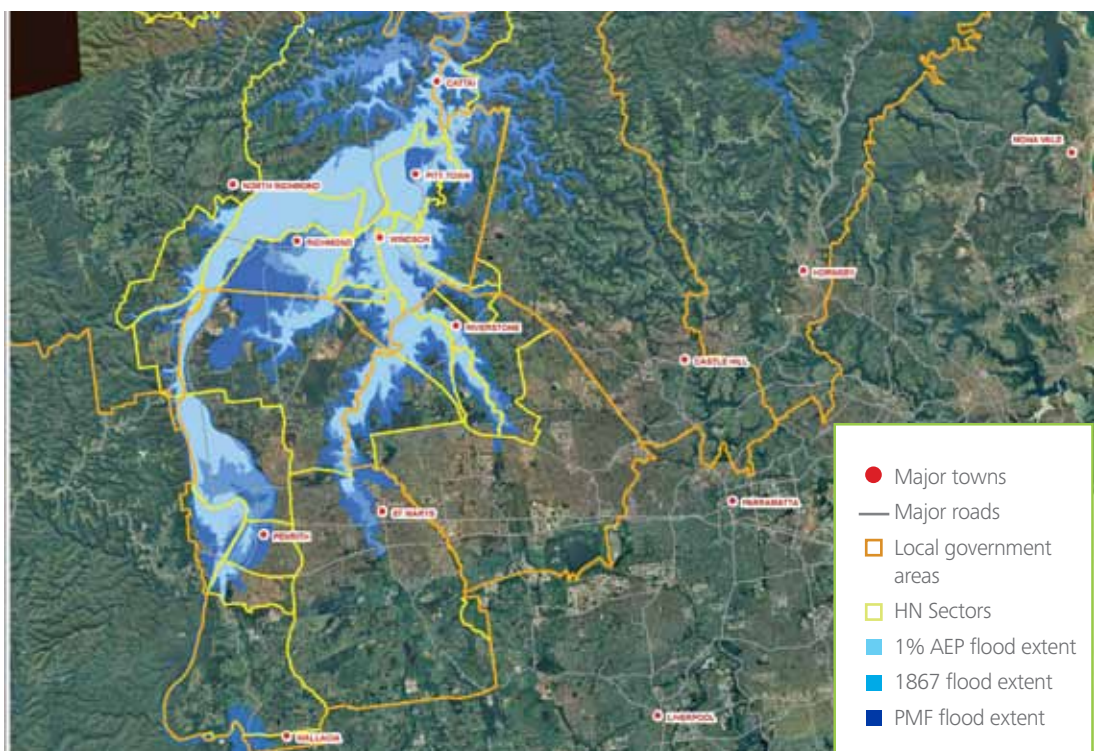 CATTAI
MONA VALE
PITT TOWN
NORTH RICHMOND
RICHMOND
WINDSOR
HORNSBY
RIVERSTONE
CASTLE HILL
PARRAMATTA
ST MARYS
PENRITH
LIVERPOOL
WALLACIA
Major towns
Major roads
Local government
areas
HN Sectors
1% AEP flood extent
1867 flood extent
PMF flood extent